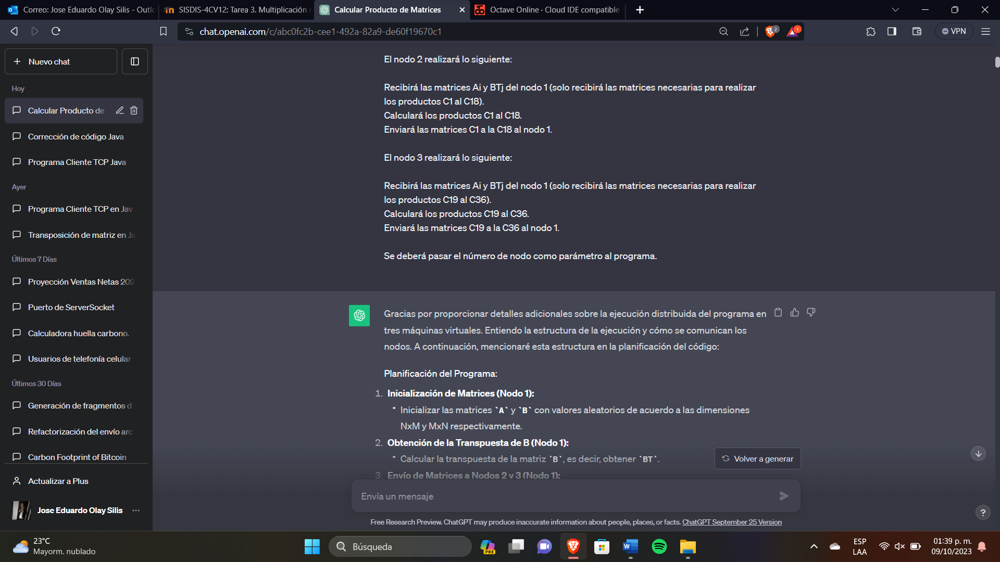 Correo: Jose Eduardo Olay Silis - Outlo
SISDIS-4CV12: Tarea 3. Multiplicación
Calcular Producto de Matrices
Octave Online · Cloud IDE compatible
chat.openai.com/c/abc0fc2b-cee1-492a-82a9-de60f19670c1
2
1
VPN
Nuevo chat
Hoy
Calcular Producto de
Corrección de código Java
Programa Cliente TCP Java
Ayer
Programa Cliente TCP en Jav
Transposición de matriz en Ja
Últimos 7 Días
Proyección Ventas Netas 202
Puerto de ServerSocket
Calculadora huella carbono.
Usuarios de telefonía celular
Últimos 30 Días
Generación de fragmentos d
Refactorización del envío arc
Carbon Footprint of Bitcoin
Actualizar a Plus
Jose Eduardo Olay Silis
El nodo 2 realizará lo siguiente:
Recibirá las matrices Ai y BTj del nodo 1 (solo recibirá las matrices necesarias para realizar
los productos C1 al C18).
Calculará los productos C1 al C18.
Enviará las matrices C1 a la C18 al nodo 1.
El nodo 3 realizará lo siguiente:
Recibirá las matrices Ai y BTj del nodo 1 (solo recibirá las matrices necesarias para realizar
los productos C19 al C36).
Calculará los productos C19 al C36.
Enviará las matrices C19 a la C36 al nodo 1.
Se deberá pasar el número de nodo como parámetro al programa.
Gracias por proporcionar detalles adicionales sobre la ejecución distribuida del programa en
tres máquinas virtuales. Entiendo la estructura de la ejecución y cómo se comunican los
nodos. A continuación, mencionaré esta estructura en la planificación del código:
Planificación del Programa:
1. Inicialización de Matrices (Nodo 1):
• Inicializar las matrices `A` y `B` con valores aleatorios de acuerdo a las dimensiones
NxM y MxN respectivamente.
2. Obtención de la Transpuesta de B (Nodo 1):
• Calcular la transpuesta de la matriz `B`, es decir, obtener `BT`.
3. Envío de Matrices a Nodos 2 y 3 (Nodo 1):
Volver a generar
Envía un mensaje
Free Research Preview. ChatGPT may produce inaccurate information about people, places, or facts. ChatGPT September 25 Version
?
23°C
Mayorm. nublado
Búsqueda
PRE
ESP
LAA
01:39 p. m.
09/10/2023